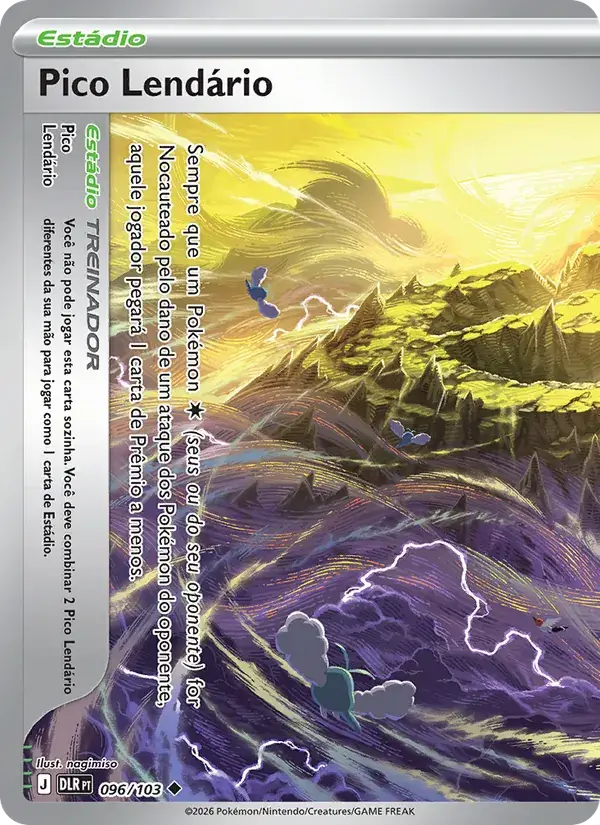 Estádio
Pico Lendário
Estádio TREINADOR
Pico
Lendário
Você não pode jogar esta carta sozinha. Você deve combinar 2 Pico Lendário
diferentes da sua mão para jogar como 1 carta de Estádio.
Sempre que um Pokémon (seus ou do seu oponente) for
Nocauteado pelo dano de um ataque dos Pokémon do oponente,
aquele jogador pegará 1 carta de Prêmio a menos.
Ilust. nagimiso
J DLR PT 096/103
©2026 Pokémon/Nintendo/Creatures/GAME FREAK